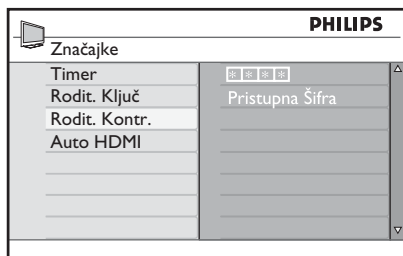 PHILIPS
Značajke
Timer
Rodit. Ključ
Rodit. Kontr.
Auto HDMI
****
Pristupna Šifra